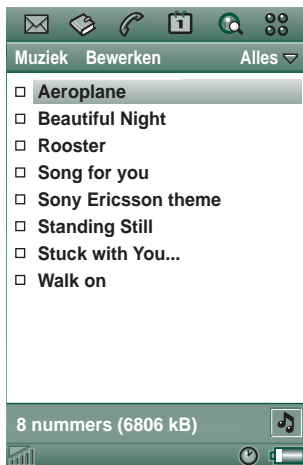 Muziek Bewerken Alles
Aeroplane
Beautiful Night
Rooster
Song for you
Sony Ericsson theme
Standing Still
Stuck with You...
Walk on
8 nummers (6806 kB)